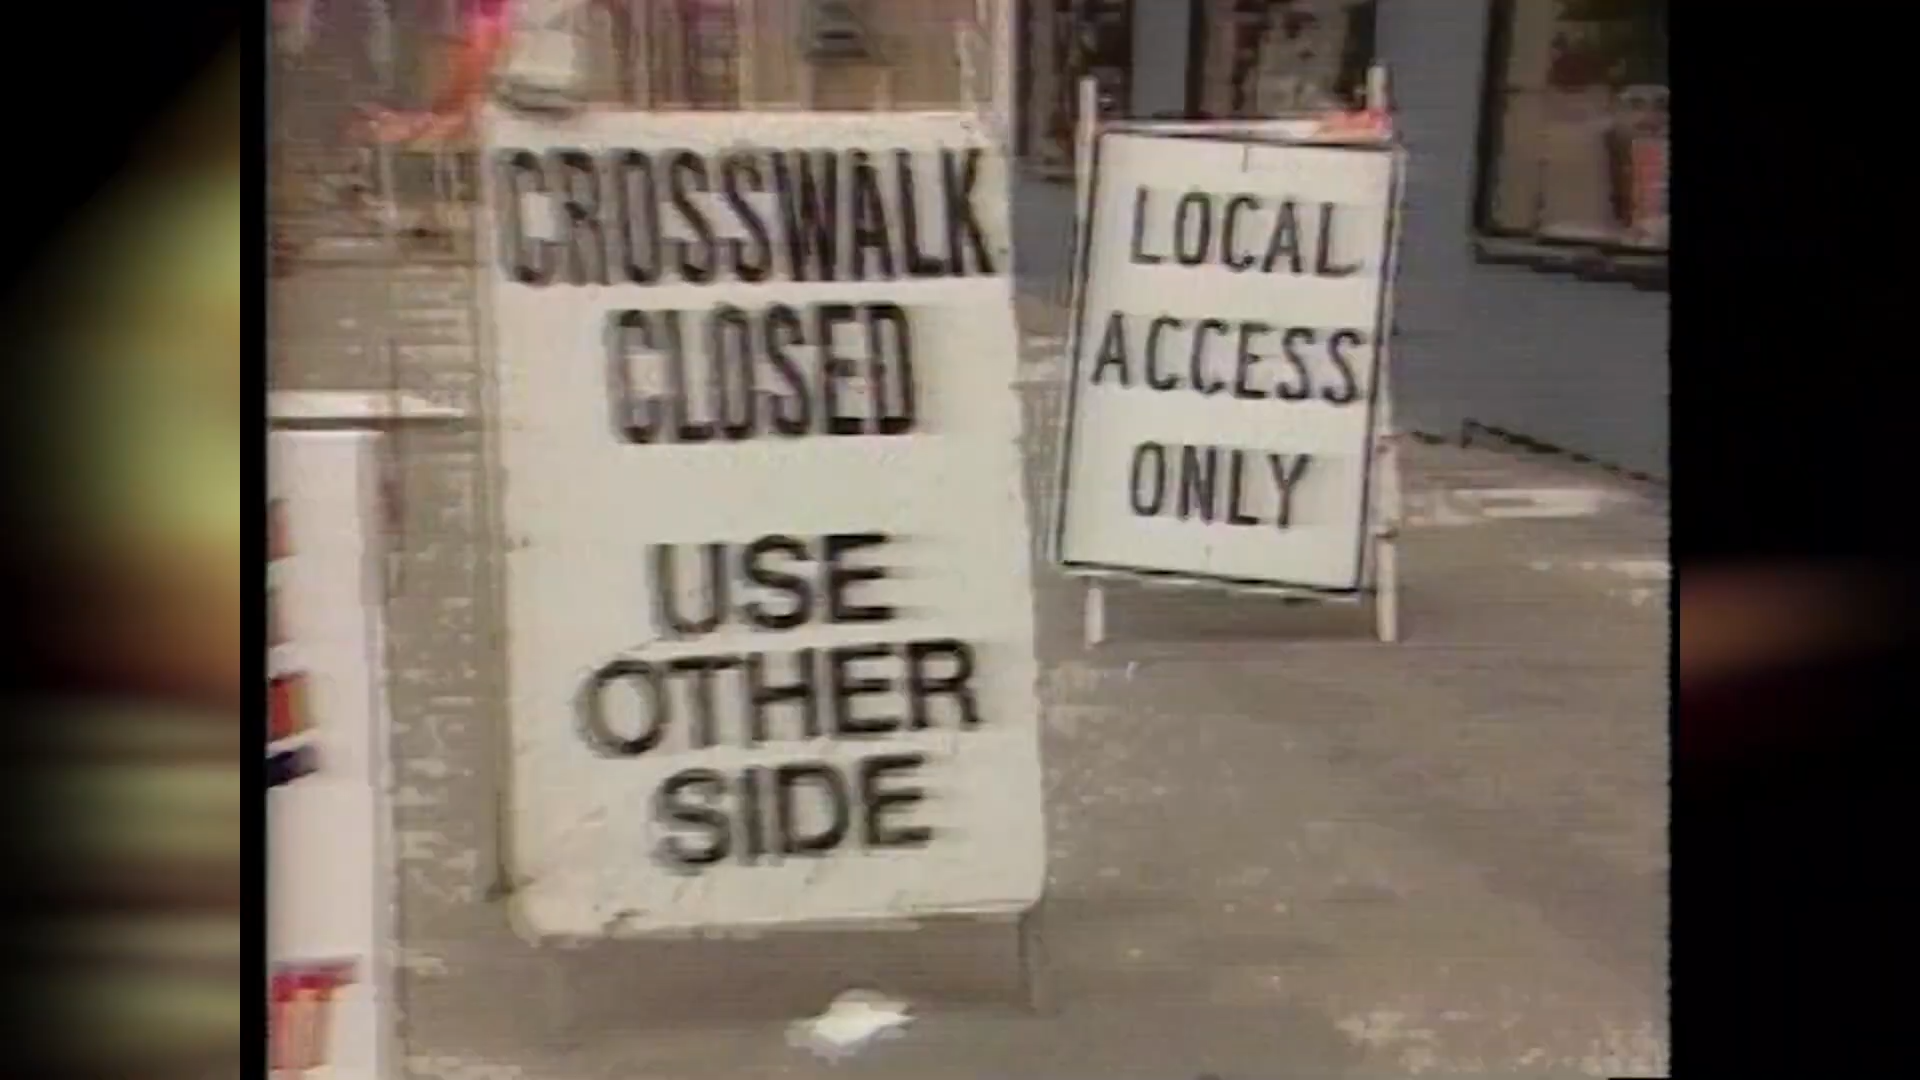 CROSSWALK
CLOSED
USE
OTHER
SIDE
LOCAL
ACCESS
ONLY